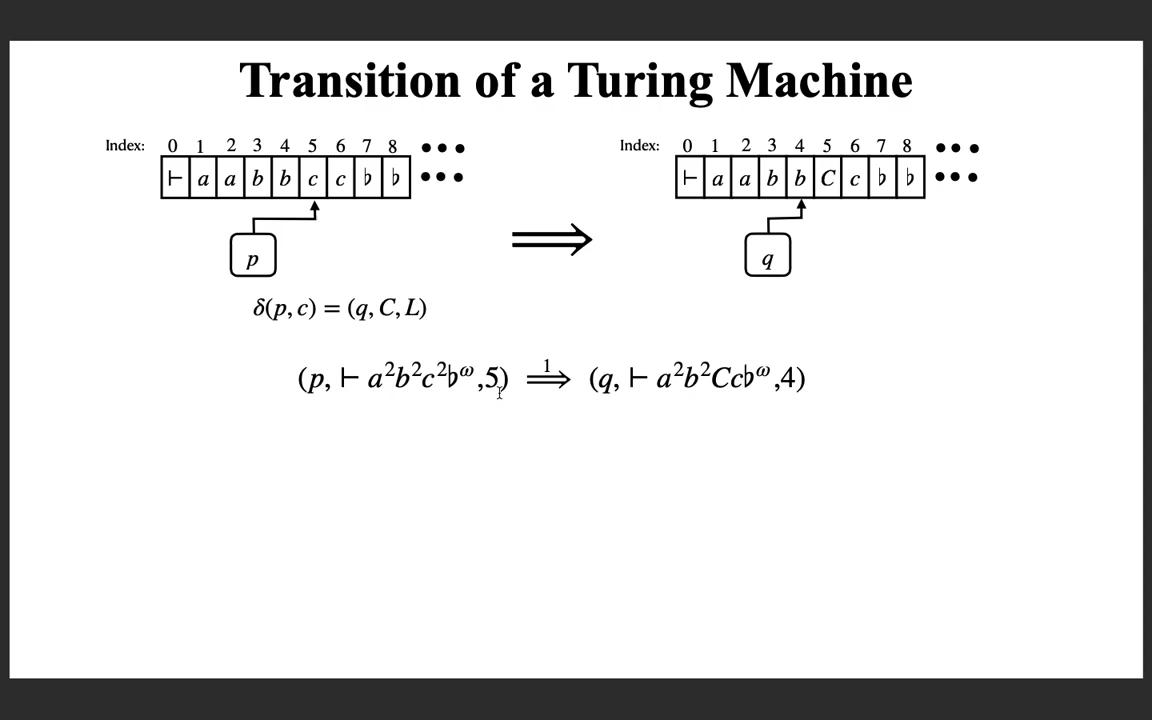 Transition of a Turing Machine
Index: 0 1 2 3 4 5 6 7 8 •••
⊢ a a b b c c ♭ ♭ •••
p
Index: 0 1 2 3 4 5 6 7 8 •••
⊢ a a b b C c ♭ ♭ •••
q
⟹
δ(p, c) = (q, C, L)
(p, ⊢ a²b²c²♭^ω ,5) ⟹¹ (q, ⊢ a²b²Cc♭^ω ,4)